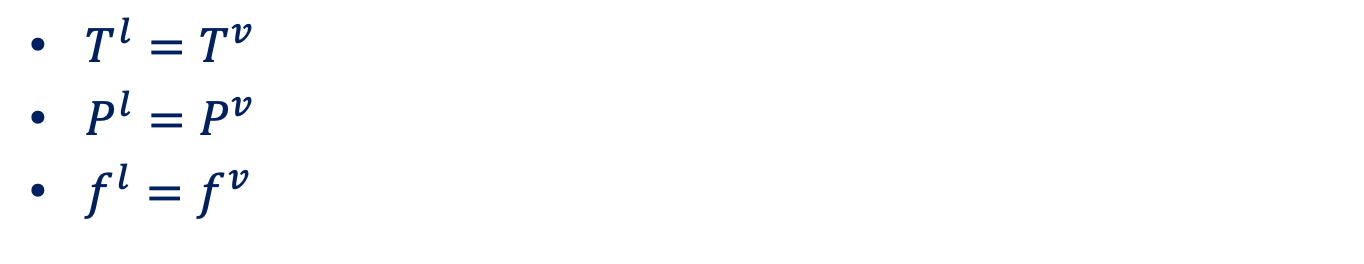 • T^l = T^v
• P^l = P^v
• f^l = f^v